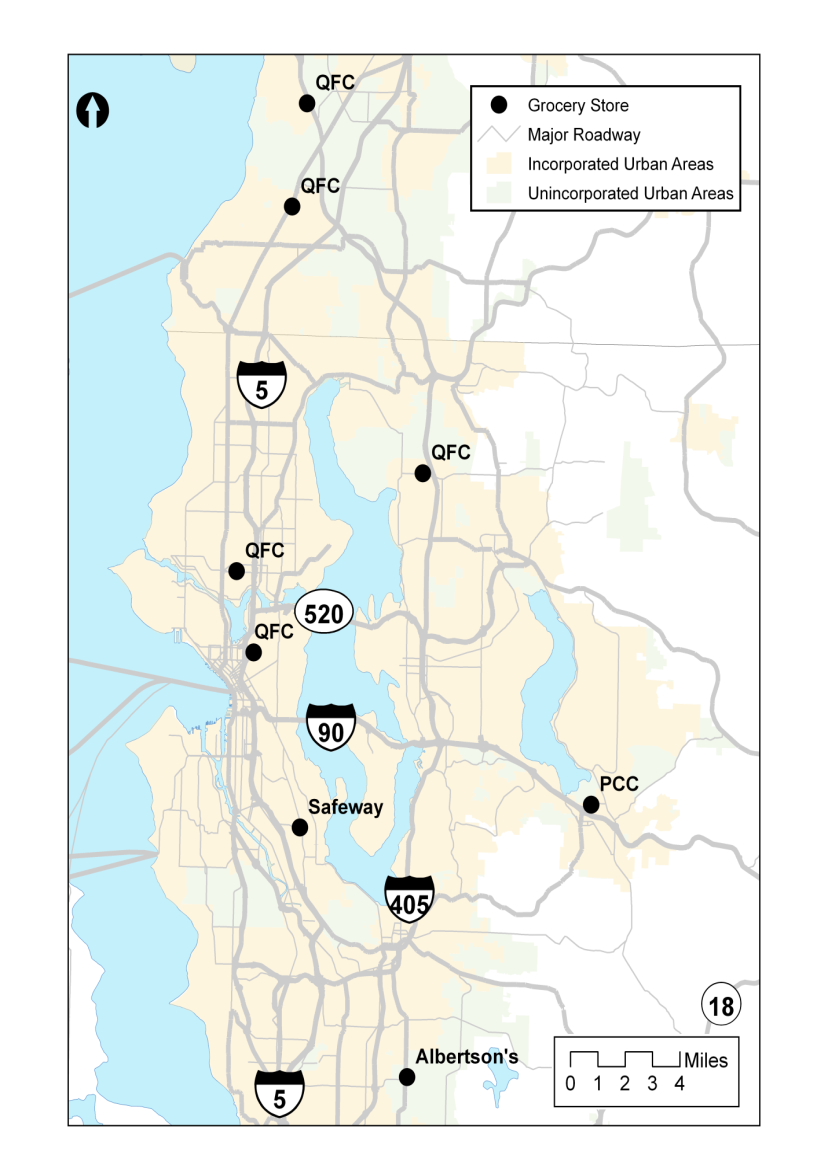 QFC
Grocery Store
Major Roadway
Incorporated Urban Areas
Unincorporated Urban Areas
QFC
5
QFC
QFC
520
QFC
90
PCC
Safeway
405
18
Albertson's
Miles
0 1 2 3 4
5